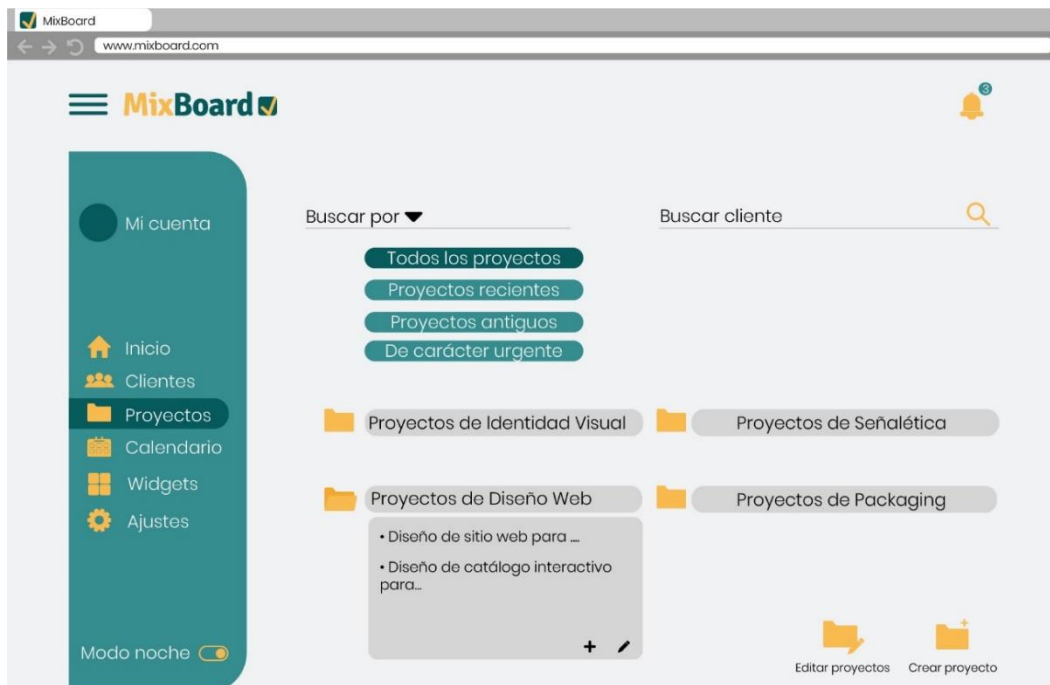 MixBoard
www.mixboard.com
MixBoard
3
Mi cuenta
Buscar por
Buscar cliente
Todos los proyectos
Proyectos recientes
Proyectos antiguos
De carácter urgente
Inicio
Clientes
Proyectos
Calendario
Widgets
Ajustes
Modo noche
Proyectos de Identidad Visual
Proyectos de Señalética
Proyectos de Diseño Web
Proyectos de Packaging
• Diseño de sitio web para ....
• Diseño de catálogo interactivo
para...
Editar proyectos
Crear proyecto